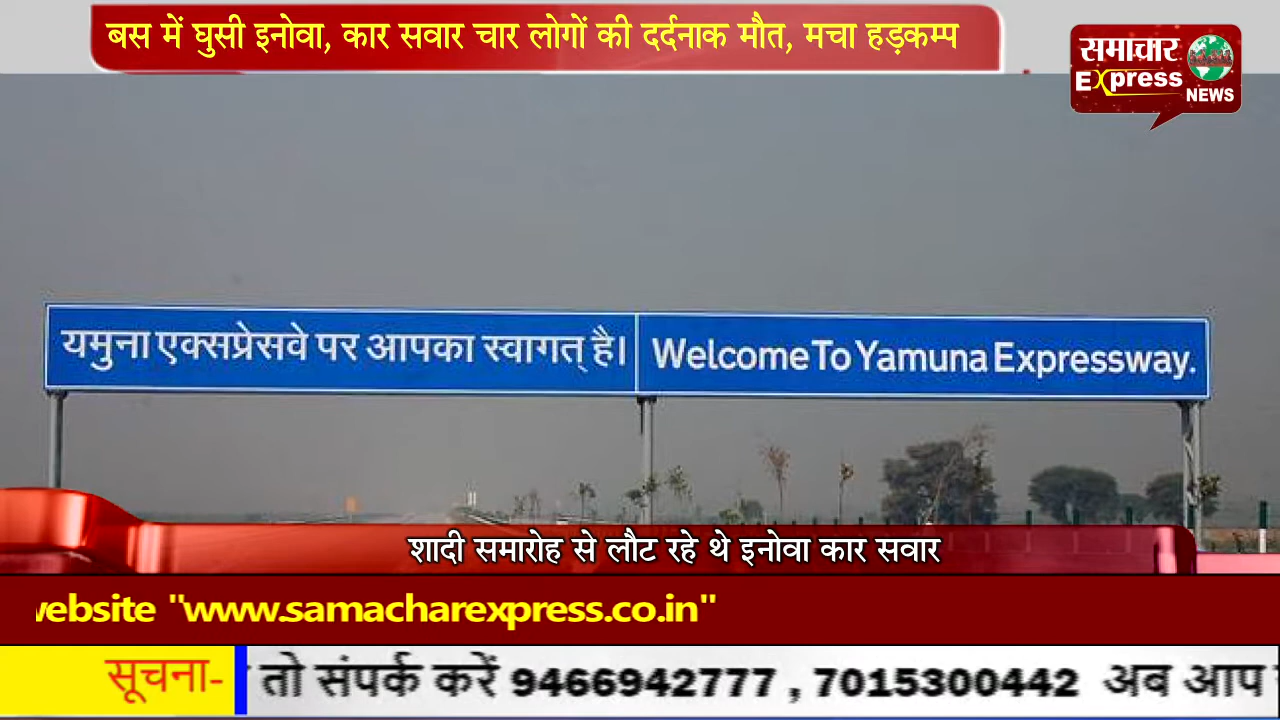 बस में घुसी इनोवा, कार सवार चार लोगों की दर्दनाक मौत, मचा हड़कम्प
समाचार
Express
NEWS
यमुना एक्सप्रेसवे पर आपका स्वागत् है। Welcome To Yamuna Expressway.
शादी समारोह से लौट रहे थे इनोवा कार सवार
website "www.samacharexpress.co.in"
सूचना- तो संपर्क करें 9466942777 , 7015300442 अब आप